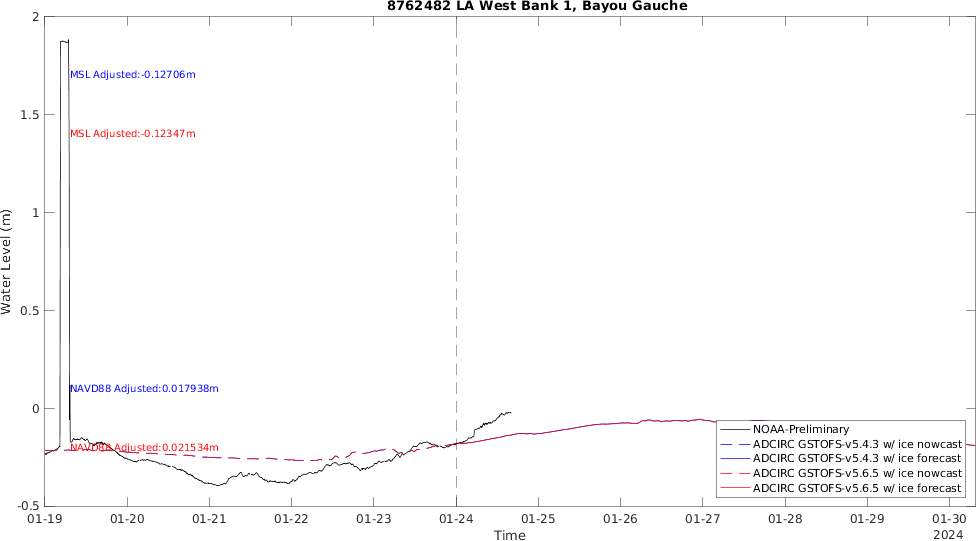 8762482 LA West Bank 1, Bayou Gauche
2
1.5
1
0.5
0
-0.5
Water Level (m)
MSL Adjusted:-0.12706m
MSL Adjusted:-0.12347m
NAVD88 Adjusted:0.017938m
NAVD88 Adjusted:0.021534m
NOAA-Preliminary
ADCIRC GSTOFS-v5.4.3 w/ ice nowcast
ADCIRC GSTOFS-v5.4.3 w/ ice forecast
ADCIRC GSTOFS-v5.6.5 w/ ice nowcast
ADCIRC GSTOFS-v5.6.5 w/ ice forecast
01-19 01-20 01-21 01-22 01-23 01-24 01-25 01-26 01-27 01-28 01-29 01-30
Time
2024